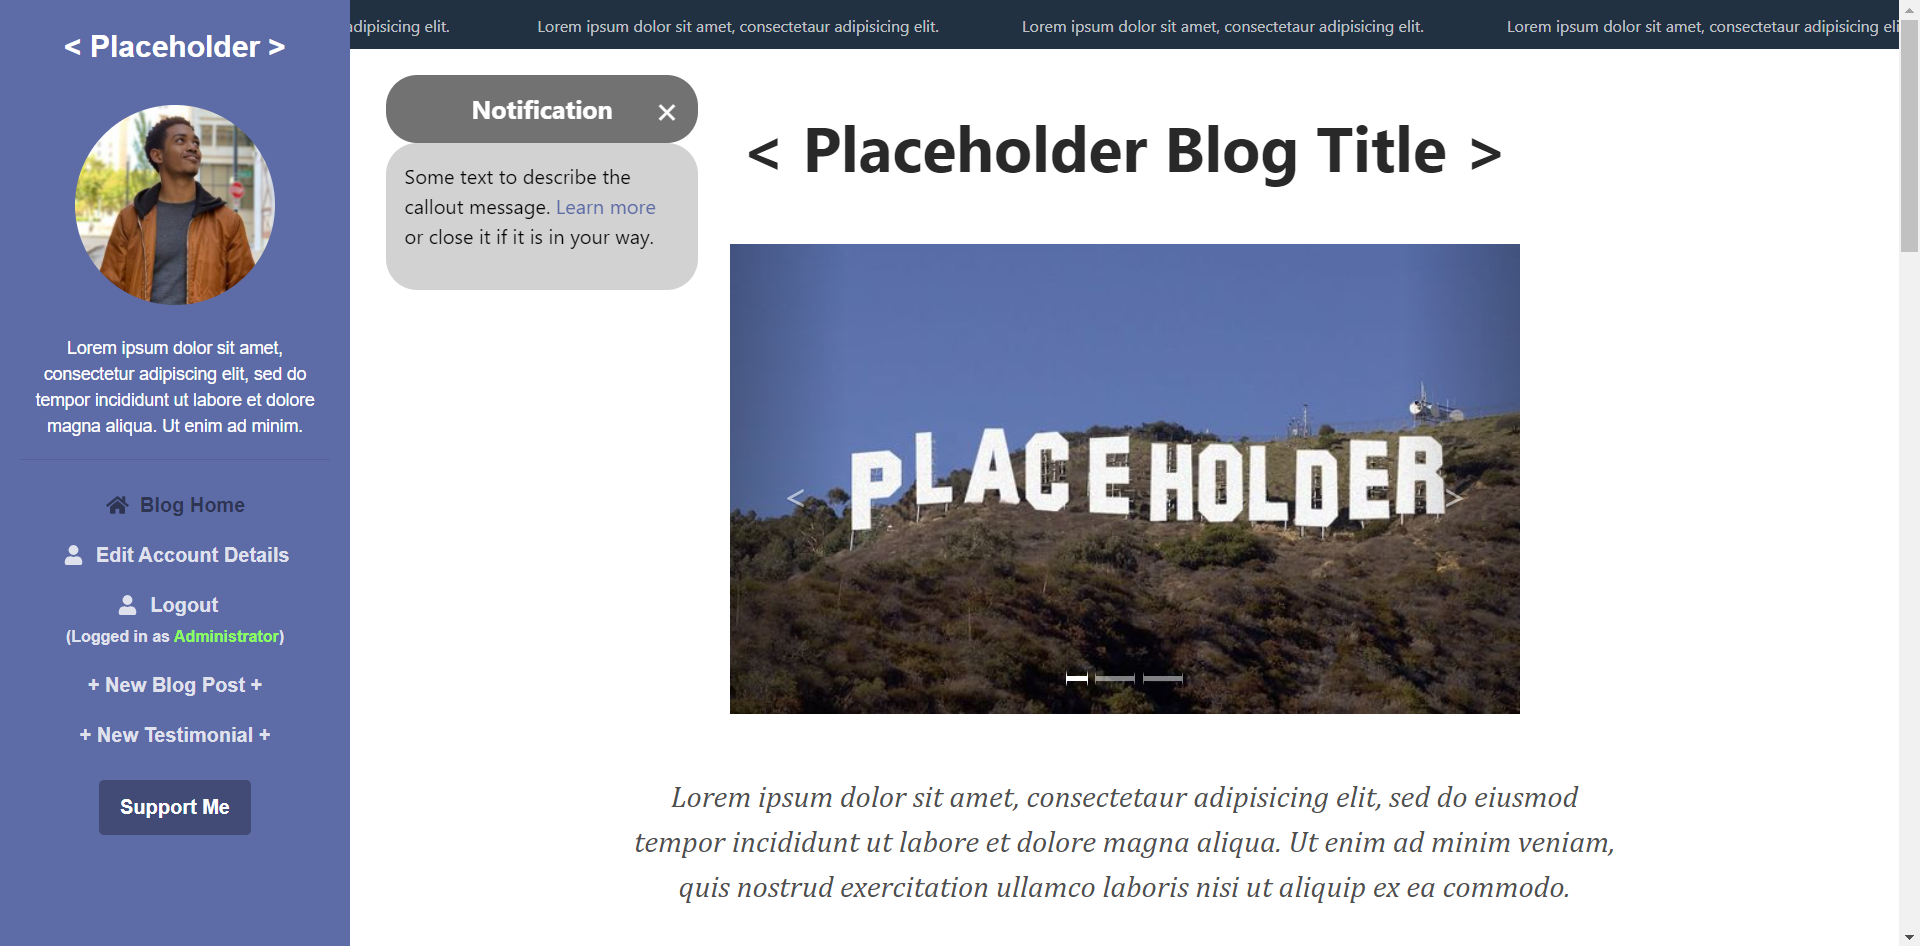 < Placeholder >
Lorem ipsum dolor sit amet,
consectetur adipiscing elit, sed do
tempor incididunt ut labore et dolore
magna aliqua. Ut enim ad minim.
Blog Home
Edit Account Details
Logout
(Logged in as Administrator)
+ New Blog Post +
+ New Testimonial +
Support Me
adipisicing elit. Lorem ipsum dolor sit amet, consectetaur adipisicing elit. Lorem ipsum dolor sit amet, consectetaur adipisicing elit. Lorem ipsum dolor sit amet, consectetaur adipisicing eli
Notification ×
Some text to describe the
callout message. Learn more
or close it if it is in your way.
< Placeholder Blog Title >
< PLACEHOLDER >
Lorem ipsum dolor sit amet, consectetaur adipisicing elit, sed do eiusmod
tempor incididunt ut labore et dolore magna aliqua. Ut enim ad minim veniam,
quis nostrud exercitation ullamco laboris nisi ut aliquip ex ea commodo.